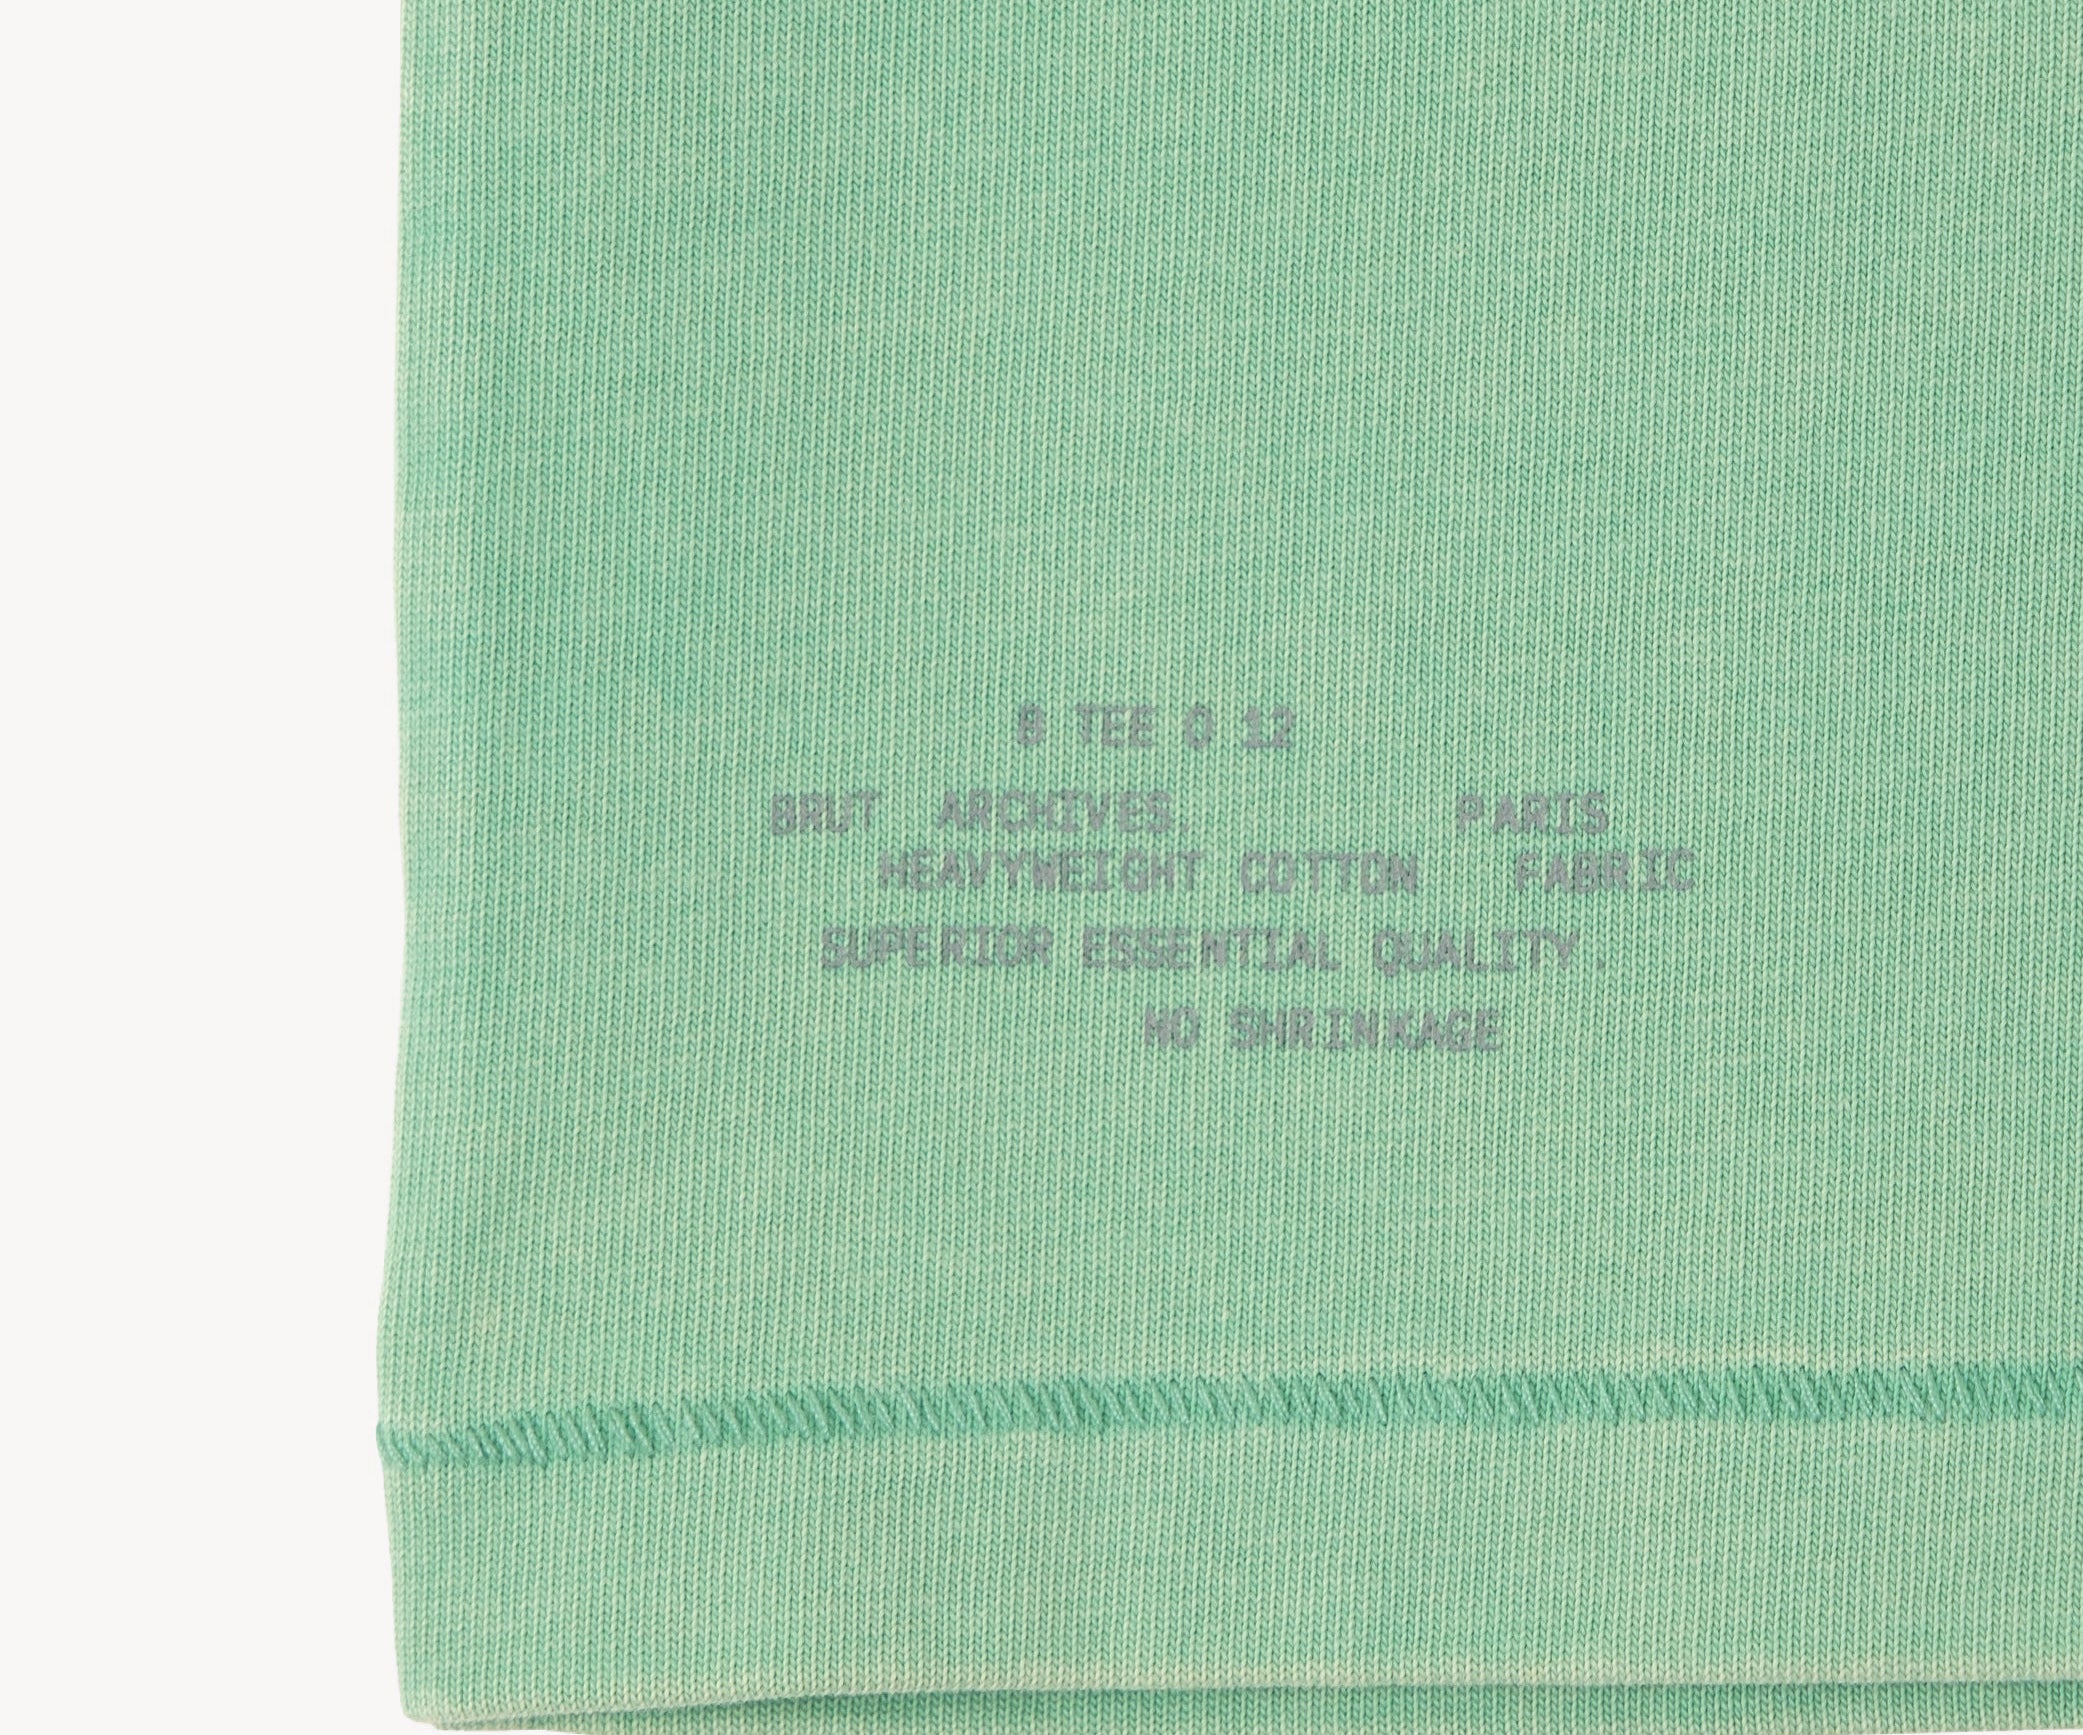 B TEE 0 12
BRUT ARCHIVES, PARIS
HEAVYWEIGHT COTTON FABRIC
SUPERIOR ESSENTIAL QUALITY.
NO SHRINKAGE